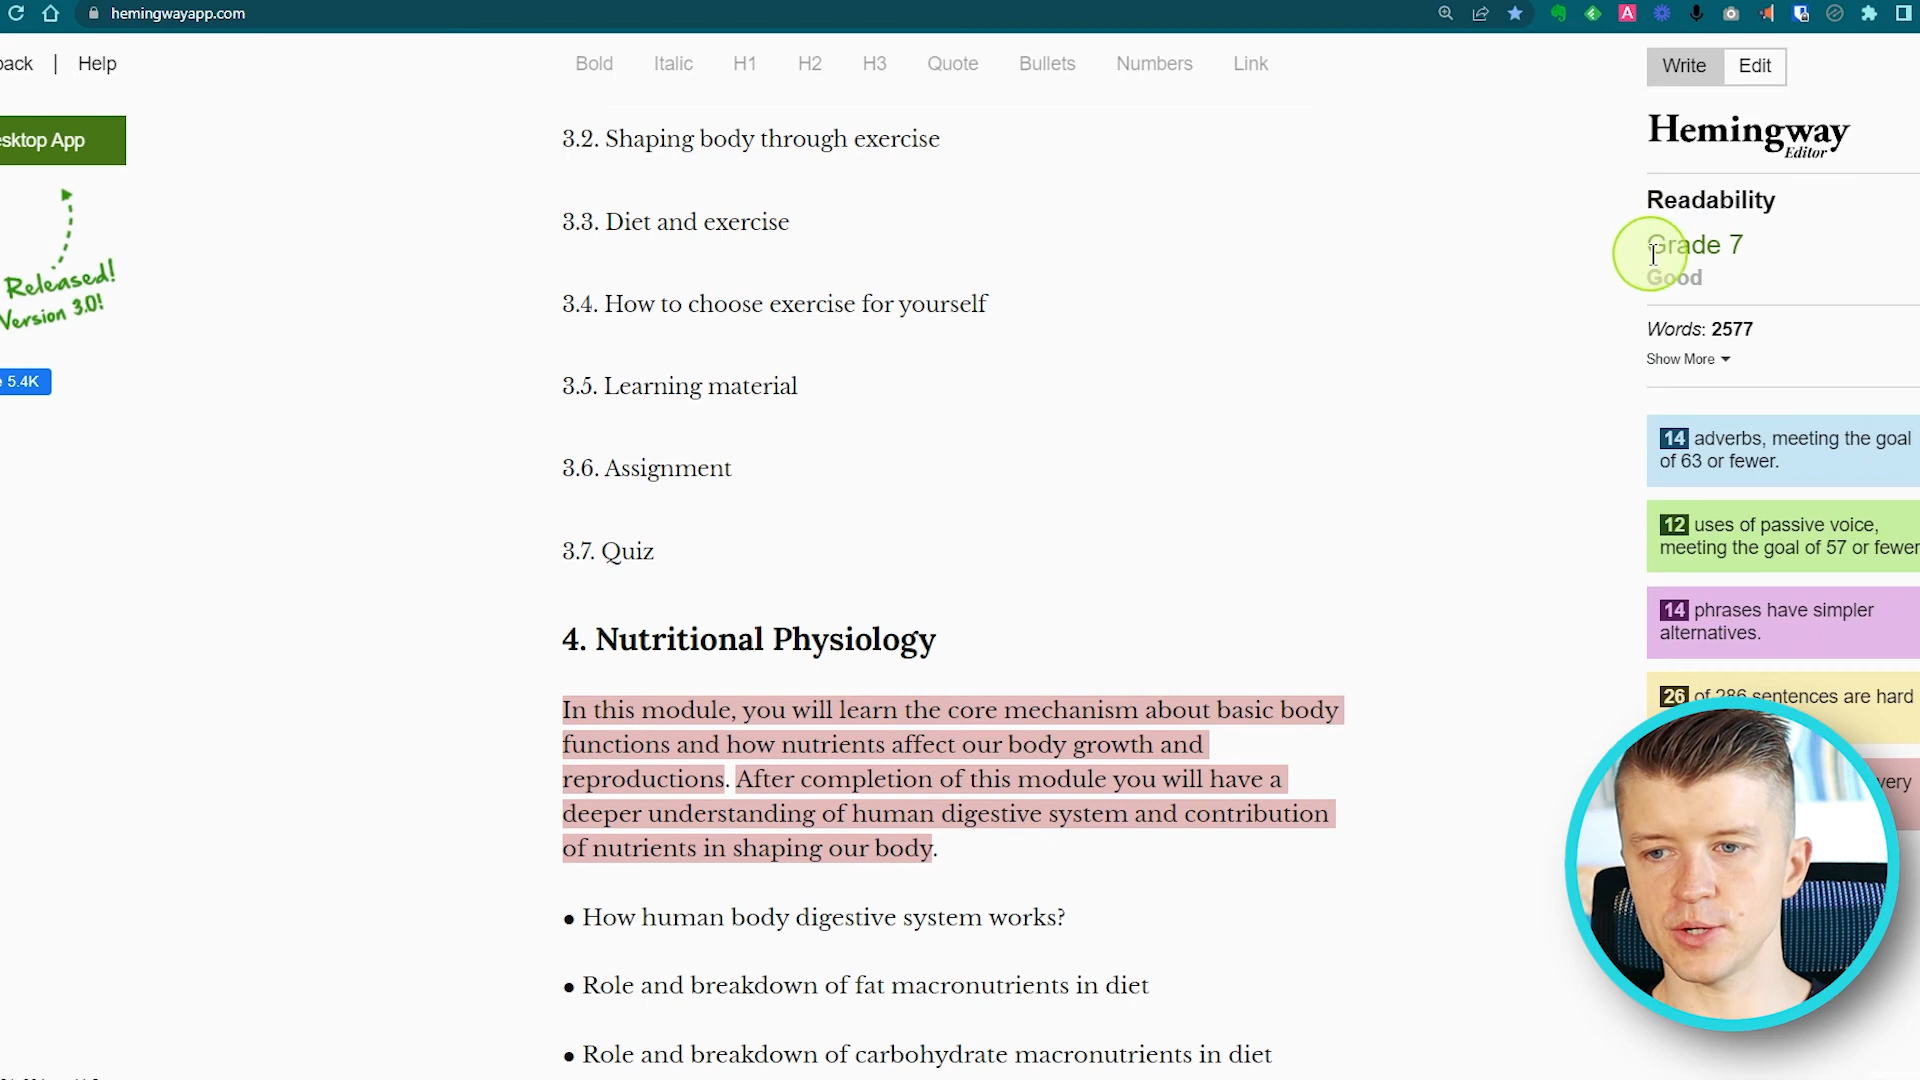 hemingwayapp.com
back | Help
Bold Italic H1 H2 H3 Quote Bullets Numbers Link
Write Edit
esktop App
Released!
Version 3.0!
5.4K
3.2. Shaping body through exercise
3.3. Diet and exercise
3.4. How to choose exercise for yourself
3.5. Learning material
3.6. Assignment
3.7. Quiz
4. Nutritional Physiology
In this module, you will learn the core mechanism about basic body
functions and how nutrients affect our body growth and
reproductions. After completion of this module you will have a
deeper understanding of human digestive system and contribution
of nutrients in shaping our body.
● How human body digestive system works?
● Role and breakdown of fat macronutrients in diet
● Role and breakdown of carbohydrate macronutrients in diet
Hemingway
Editor
Readability
Grade 7
Good
Words: 2577
Show More
14 adverbs, meeting the goal
of 63 or fewer.
12 uses of passive voice,
meeting the goal of 57 or fewer
14 phrases have simpler
alternatives.
26 of 286 sentences are hard
very